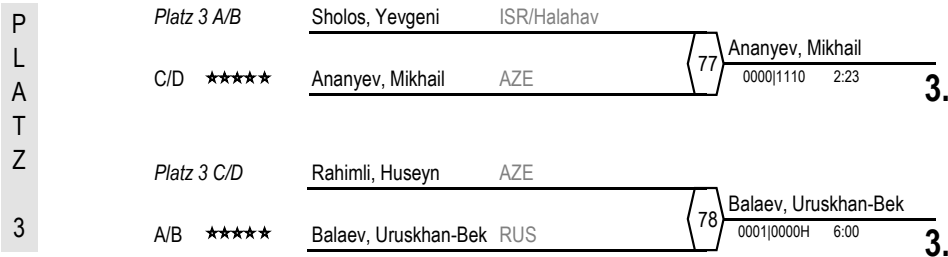 PLATZ 3
Platz 3 A/B Sholos, Yevgeni ISR/Halahav
77 Ananyev, Mikhail
C/D ★★★★★ Ananyev, Mikhail AZE 0000|1110 2:23 3.
Platz 3 C/D Rahimli, Huseyn AZE
78 Balaev, Uruskhan-Bek
A/B ★★★★★ Balaev, Uruskhan-Bek RUS 0001|0000H 6:00 3.